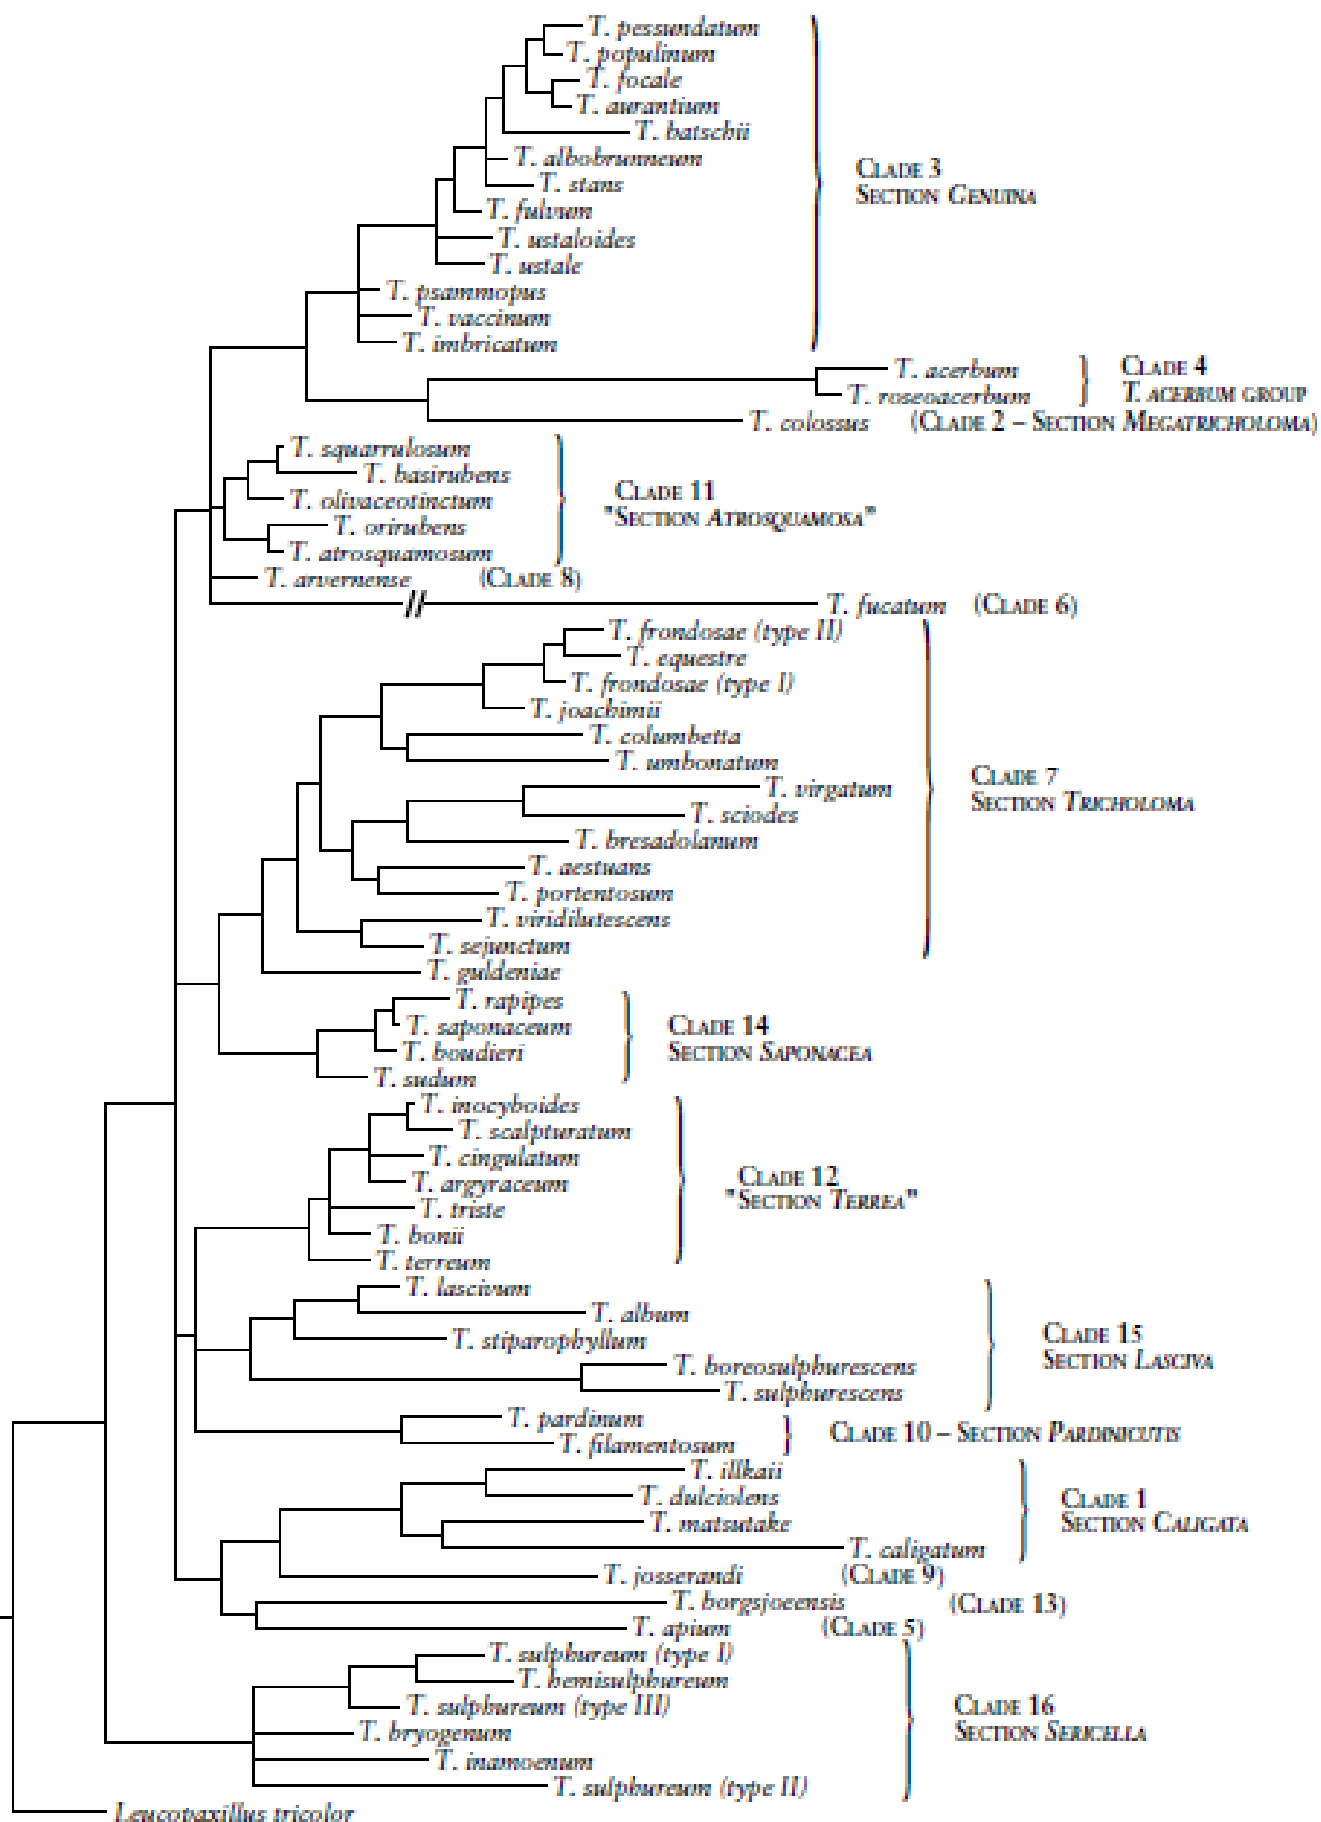 T. pessundatum
T. populinum
T. focale
T. aurantium
T. batschii
T. albobrunneum
CLADE 3
T. stans
SECTION GENUINA
T. fulvum
T. ustaloides
T. ustale
T. psammopus
T. vaccinum
T. imbricatum
T. acerbum
CLADE 4
T. roseoacerbum
T. ACERBUM GROUP
T. colossus (CLADE 2 – SECTION MEGATRICHOLOMA)
T. squarrulosum
T. basirubens
CLADE 11
T. olivaceotinctum
"SECTION ATROSQUAMOSA"
T. orirubens
T. atrosquamosum
T. arvernense (CLADE 8)
T. fucatum (CLADE 6)
T. frondosae (type II)
T. equestre
T. frondosae (type I)
T. joachimii
T. columbetta
T. umbonatum
CLADE 7
T. virgatum
SECTION TRICHOLOMA
T. sciodes
T. bresadolanum
T. aestuans
T. portentosum
T. viridilutescens
T. sejunctum
T. guldeniae
T. rapipes
T. saponaceum
CLADE 14
T. boudieri
SECTION SAPONACEA
T. sudum
T. inocyboides
T. scalpturatum
T. cingulatum
CLADE 12
T. argyraceum
"SECTION TERREA"
T. triste
T. bonii
T. terreum
T. lascivum
T. album
CLADE 15
T. stiparophyllum
SECTION LASCIVA
T. boreosulphurescens
T. sulphurescens
T. pardinum
CLADE 10 – SECTION PARDINICUTIS
T. filamentosum
T. illkaii
T. dulciolens
CLADE 1
T. matsutake
SECTION CALIGATA
T. caligatum
T. josserandi (CLADE 9)
T. borgsjoeensis (CLADE 13)
T. apium (CLADE 5)
T. sulphureum (type I)
T. hemisulphureum
T. sulphureum (type III)
CLADE 16
T. bryogenum
SECTION SERICELLA
T. inamoenum
T. sulphureum (type II)
Leucopaxillus tricolor